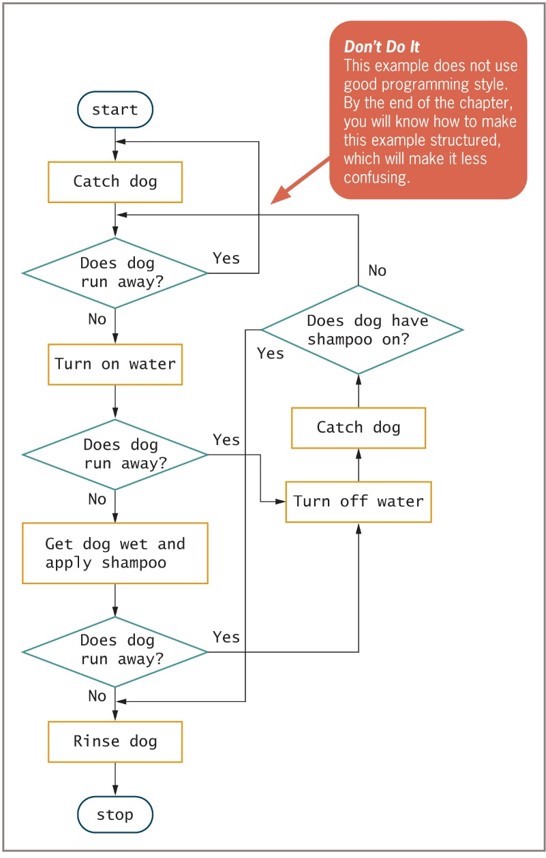 Don't Do It
This example does not use
good programming style.
By the end of the chapter,
you will know how to make
this example structured,
which will make it less
confusing.
start
Catch dog
Does dog
run away?
Yes
No
Turn on water
Does dog
run away?
Yes
No
Get dog wet and
apply shampoo
Does dog
run away?
Yes
No
Rinse dog
stop
No
Does dog have
shampoo on?
Yes
Catch dog
Turn off water